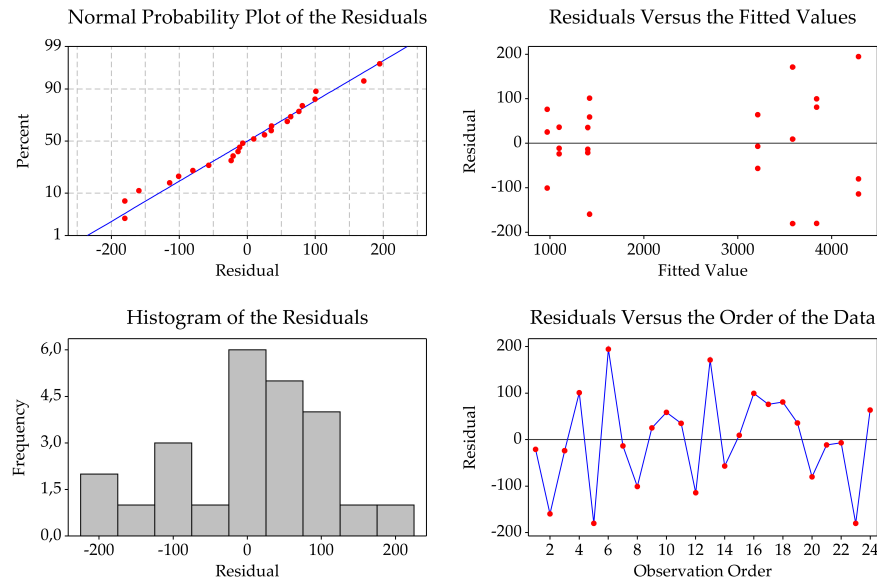 Normal Probability Plot of the Residuals
99
90
50
10
1
Percent
-200 -100 0 100 200
Residual
Residuals Versus the Fitted Values
200
100
0
-100
-200
Residual
1000 2000 3000 4000
Fitted Value
Histogram of the Residuals
6,0
4,5
3,0
1,5
0,0
Frequency
-200 -100 0 100 200
Residual
Residuals Versus the Order of the Data
200
100
0
-100
-200
Residual
2 4 6 8 10 12 14 16 18 20 22 24
Observation Order